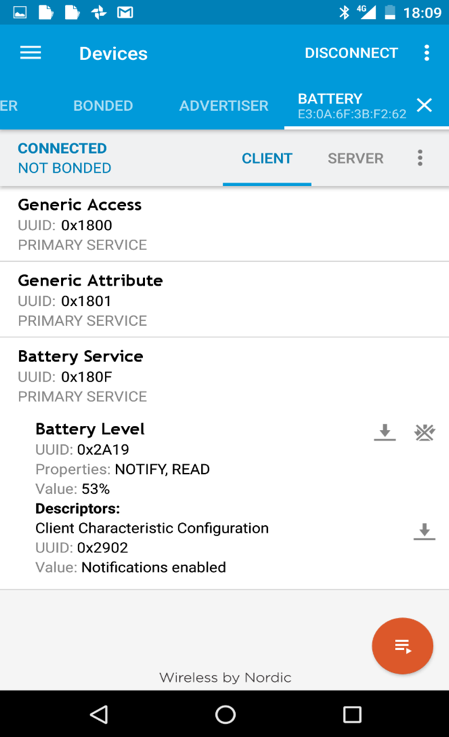 4G 18:09
Devices DISCONNECT
ER BONDED ADVERTISER BATTERY
E3:0A:6F:3B:F2:62
CONNECTED
NOT BONDED
CLIENT SERVER
Generic Access
UUID: 0x1800
PRIMARY SERVICE
Generic Attribute
UUID: 0x1801
PRIMARY SERVICE
Battery Service
UUID: 0x180F
PRIMARY SERVICE
Battery Level
UUID: 0x2A19
Properties: NOTIFY, READ
Value: 53%
Descriptors:
Client Characteristic Configuration
UUID: 0x2902
Value: Notifications enabled
Wireless by Nordic